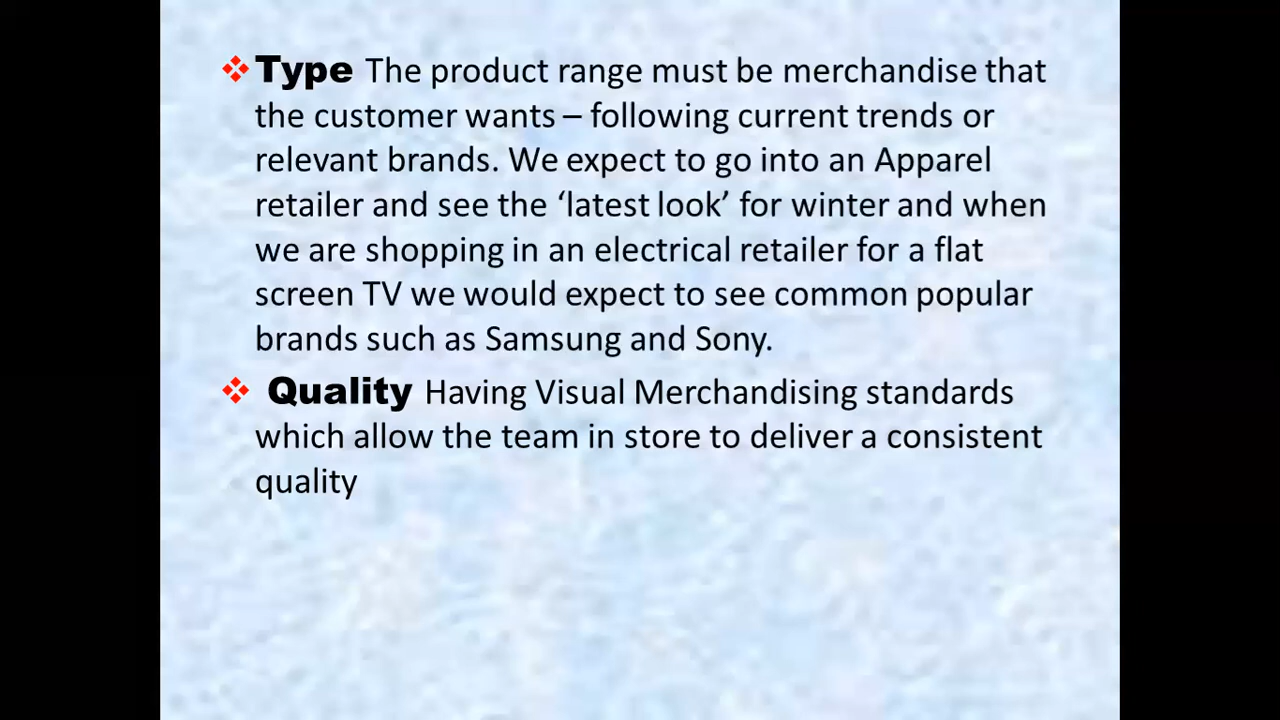 ❖Type The product range must be merchandise that
the customer wants – following current trends or
relevant brands. We expect to go into an Apparel
retailer and see the ‘latest look’ for winter and when
we are shopping in an electrical retailer for a flat
screen TV we would expect to see common popular
brands such as Samsung and Sony.
❖ Quality Having Visual Merchandising standards
which allow the team in store to deliver a consistent
quality